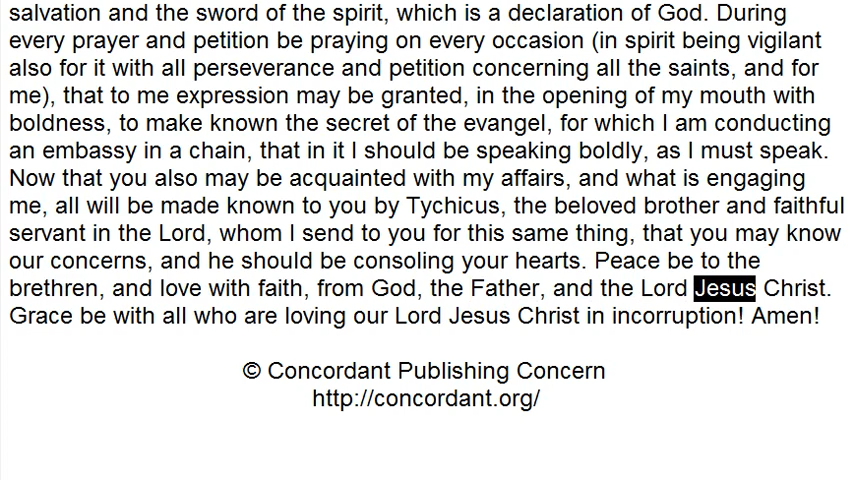 salvation and the sword of the spirit, which is a declaration of God. During
every prayer and petition be praying on every occasion (in spirit being vigilant
also for it with all perseverance and petition concerning all the saints, and for
me), that to me expression may be granted, in the opening of my mouth with
boldness, to make known the secret of the evangel, for which I am conducting
an embassy in a chain, that in it I should be speaking boldly, as I must speak.
Now that you also may be acquainted with my affairs, and what is engaging
me, all will be made known to you by Tychicus, the beloved brother and faithful
servant in the Lord, whom I send to you for this same thing, that you may know
our concerns, and he should be consoling your hearts. Peace be to the
brethren, and love with faith, from God, the Father, and the Lord Jesus Christ.
Grace be with all who are loving our Lord Jesus Christ in incorruption! Amen!
© Concordant Publishing Concern
http://concordant.org/